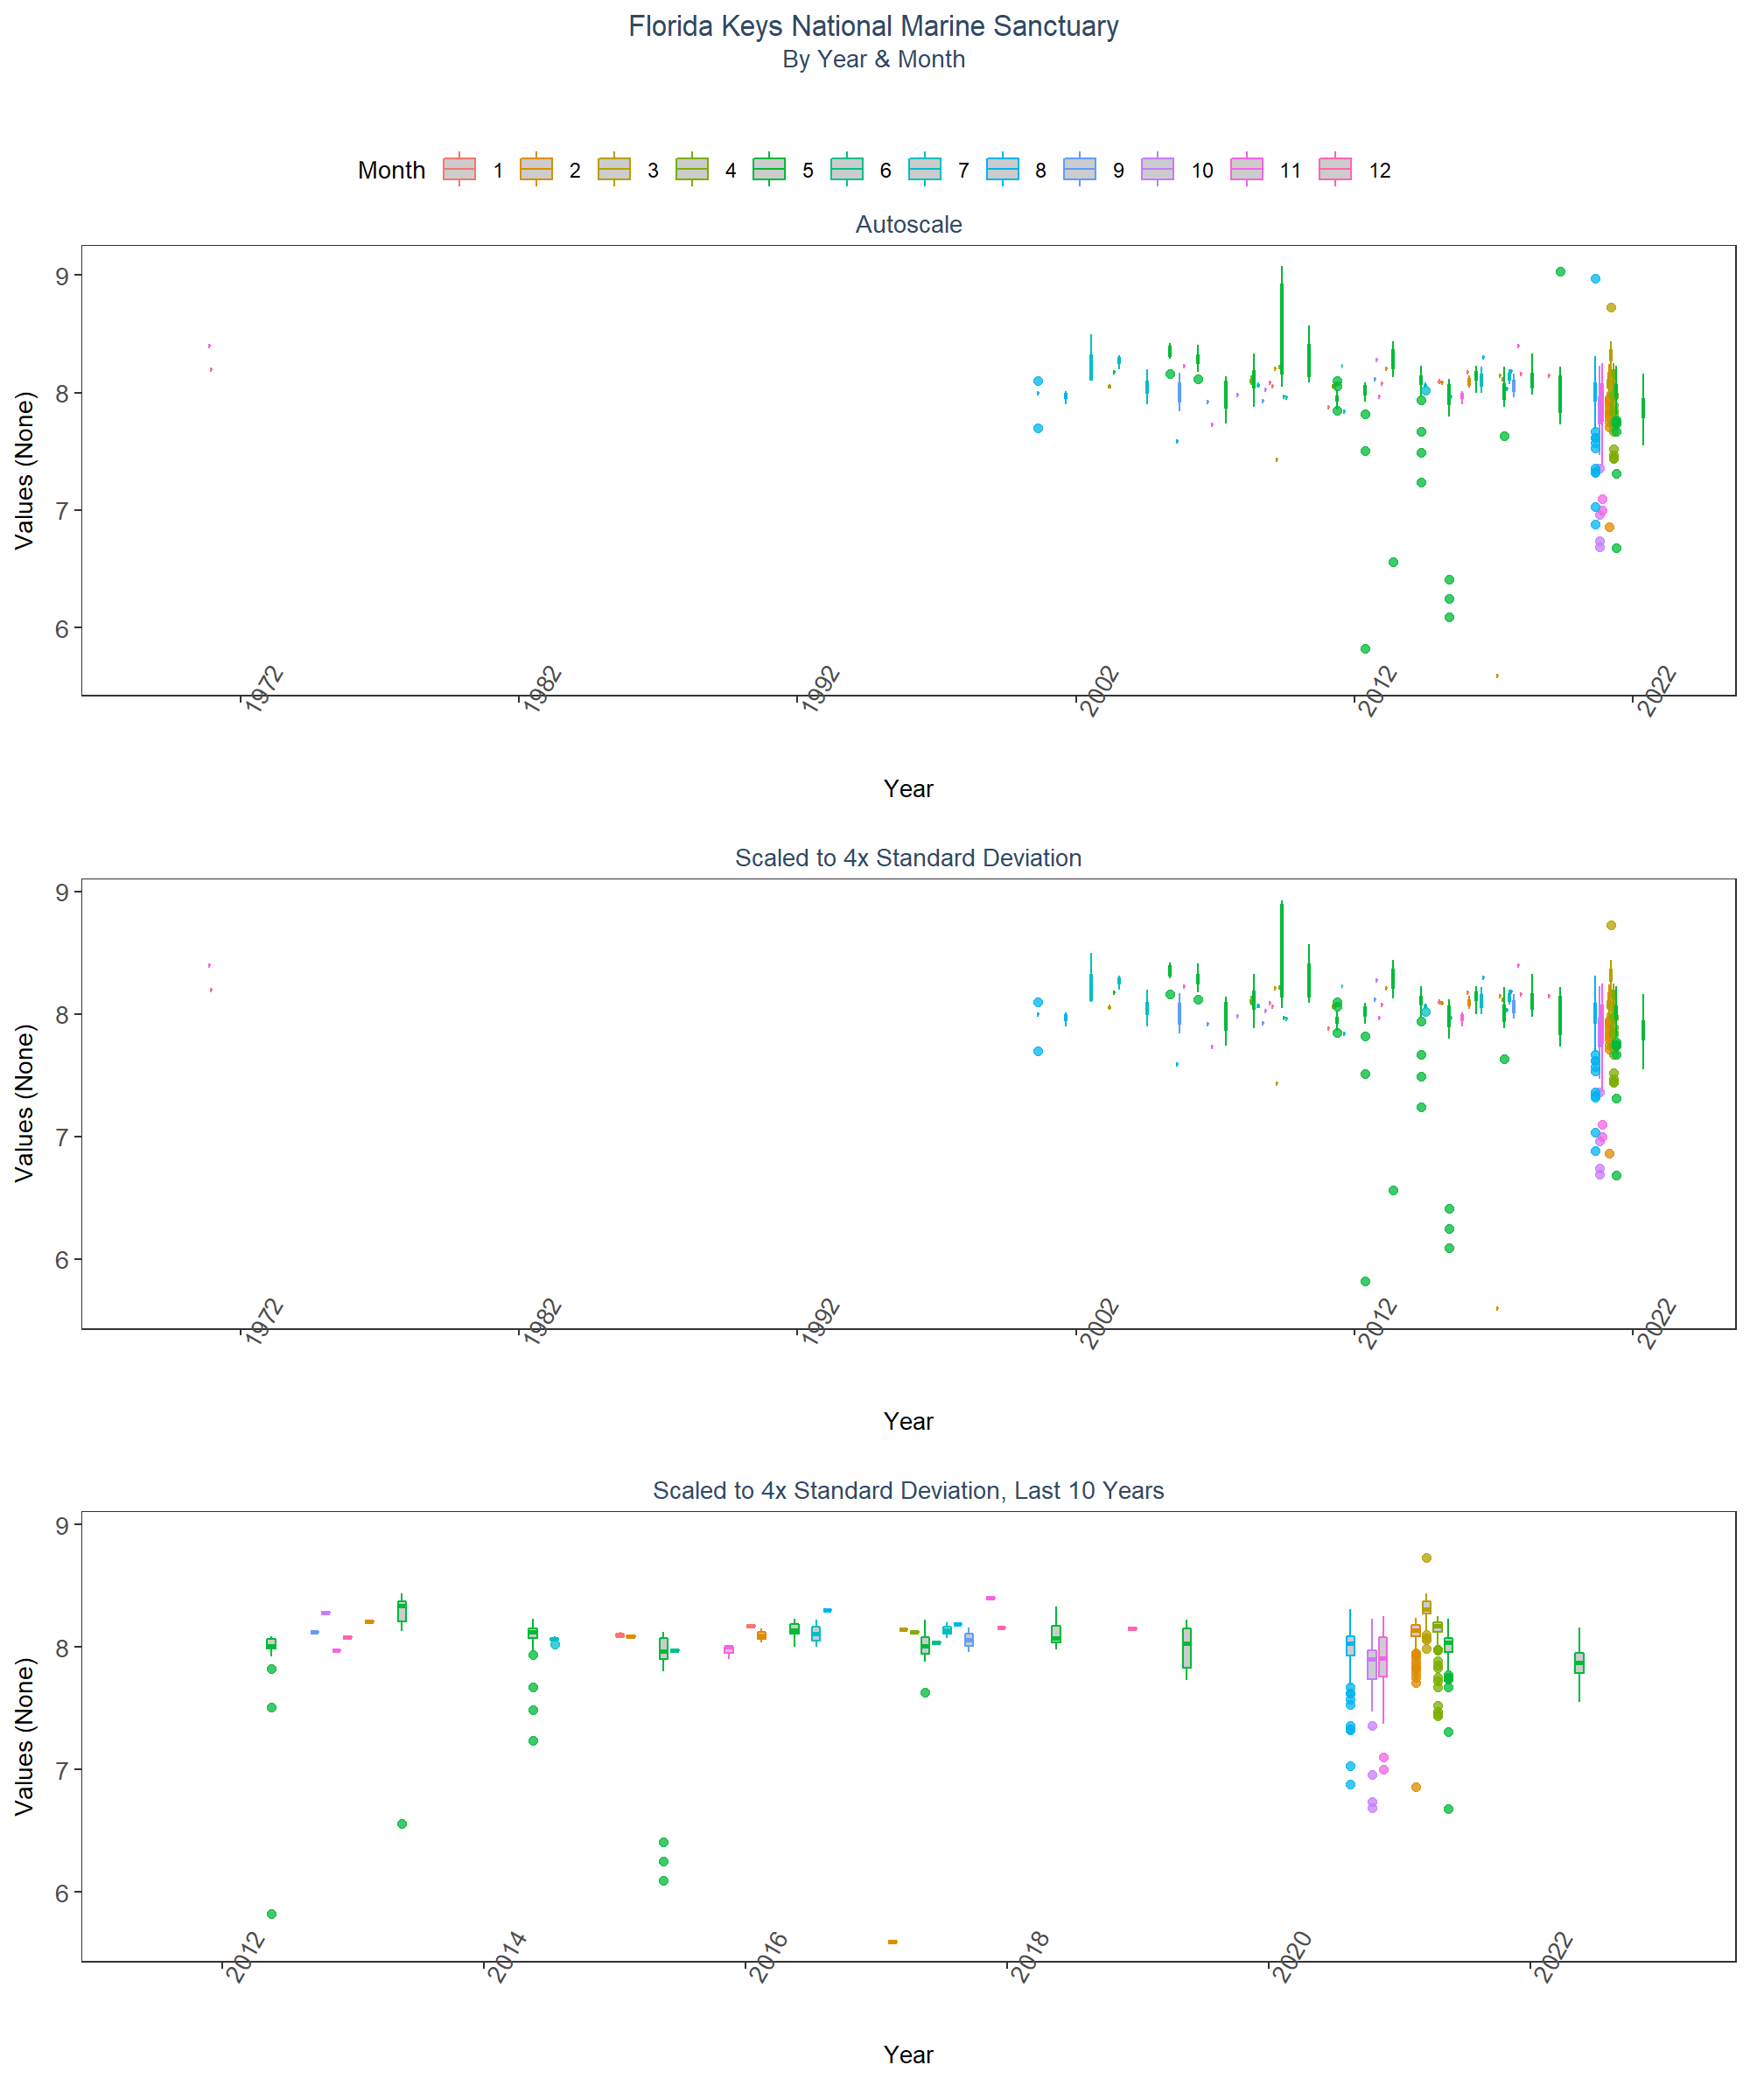 Florida Keys National Marine Sanctuary
By Year & Month
Month 1 2 3 4 5 6 7 8 9 10 11 12
Autoscale
Values (None)
9
8
7
6
1972 1982 1992 2002 2012 2022
Year
Scaled to 4x Standard Deviation
Values (None)
9
8
7
6
1972 1982 1992 2002 2012 2022
Year
Scaled to 4x Standard Deviation, Last 10 Years
Values (None)
9
8
7
6
2012 2014 2016 2018 2020 2022
Year